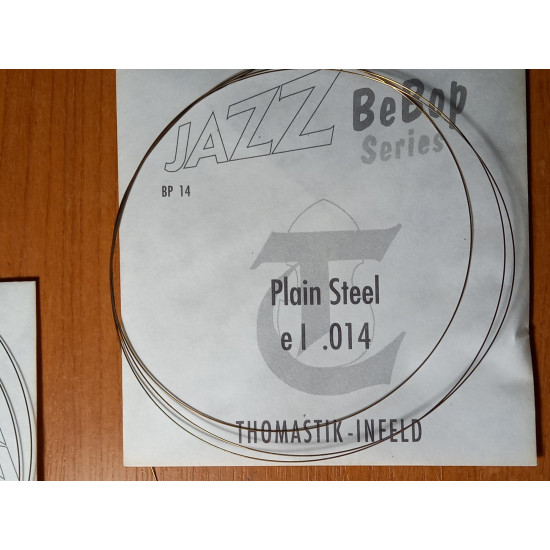 JAZZ BeBop
Series
BP 14
Plain Steel
e I .014
THOMASTIK-INFELD